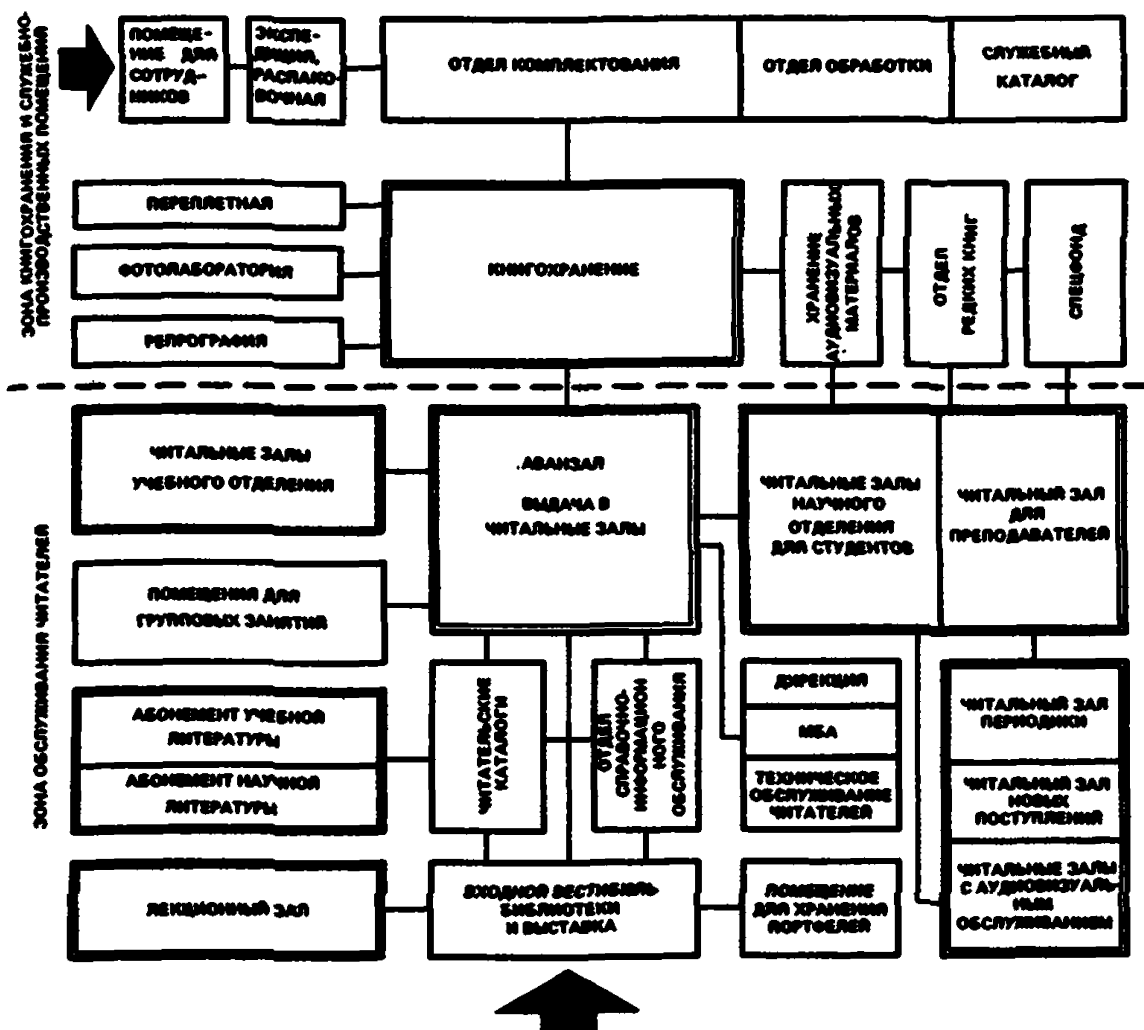 ЗОНА КНИГОХРАНЕНИЯ И СЛУЖЕБНО-
ПРОИЗВОДСТВЕННЫХ ПОМЕЩЕНИЙ
ПОМЕЩЕ-
НИЕ ДЛЯ
СОТРУД-
НИКОВ
ЭКСПЕ-
ДИЦИЯ,
РАСПАКО-
ВОЧНАЯ
ОТДЕЛ КОМПЛЕКТОВАНИЯ
ОТДЕЛ ОБРАБОТКИ
СЛУЖЕБНЫЙ
КАТАЛОГ
ПЕРЕПЛЕТНАЯ
ФОТОЛАБОРАТОРИЯ
РЕПРОГРАФИЯ
КНИГОХРАНЕНИЕ
ХРАНЕНИЕ
АУДИОВИЗУАЛЬНЫХ
МАТЕРИАЛОВ
ОТДЕЛ
РЕДКИХ КНИГ
СПЕЦФОНД
ЗОНА ОБСЛУЖИВАНИЯ ЧИТАТЕЛЕЙ
ЧИТАЛЬНЫЕ ЗАЛЫ
УЧЕБНОГО ОТДЕЛЕНИЯ
АВАНЗАЛ
ВЫДАЧА В
ЧИТАЛЬНЫЕ ЗАЛЫ
ЧИТАЛЬНЫЕ ЗАЛЫ
НАУЧНОГО
ОТДЕЛЕНИЯ
ДЛЯ СТУДЕНТОВ
ЧИТАЛЬНЫЙ ЗАЛ
ДЛЯ
ПРЕПОДАВАТЕЛЕЙ
ПОМЕЩЕНИЯ ДЛЯ
ГРУППОВЫХ ЗАНЯТИЙ
АБОНЕМЕНТ УЧЕБНОЙ
ЛИТЕРАТУРЫ
АБОНЕМЕНТ НАУЧНОЙ
ЛИТЕРАТУРЫ
ЧИТАТЕЛЬСКИЕ
КАТАЛОГИ
ОТДЕЛ
СПРАВОЧНО-
ИНФОРМАЦИОН
НОГО
ОБСЛУЖИВАНИЯ
ДИРЕКЦИЯ
МБА
ТЕХНИЧЕСКОЕ
ОБСЛУЖИВАНИЕ
ЧИТАТЕЛЕЙ
ЧИТАЛЬНЫЙ ЗАЛ
ПЕРИОДИКИ
ЧИТАЛЬНЫЙ ЗАЛ
НОВЫХ
ПОСТУПЛЕНИЙ
ЧИТАЛЬНЫЕ ЗАЛЫ
С АУДИОВИЗУАЛЬ-
НЫМ
ОБСЛУЖИВАНИЕМ
ЛЕКЦИОННЫЙ ЗАЛ
ВХОДНОЙ ВЕСТИБЮЛЬ
БИБЛИОТЕКИ
И ВЫСТАВКА
ПОМЕЩЕНИЕ
ДЛЯ ХРАНЕНИЯ
ПОРТФЕЛЕЙ